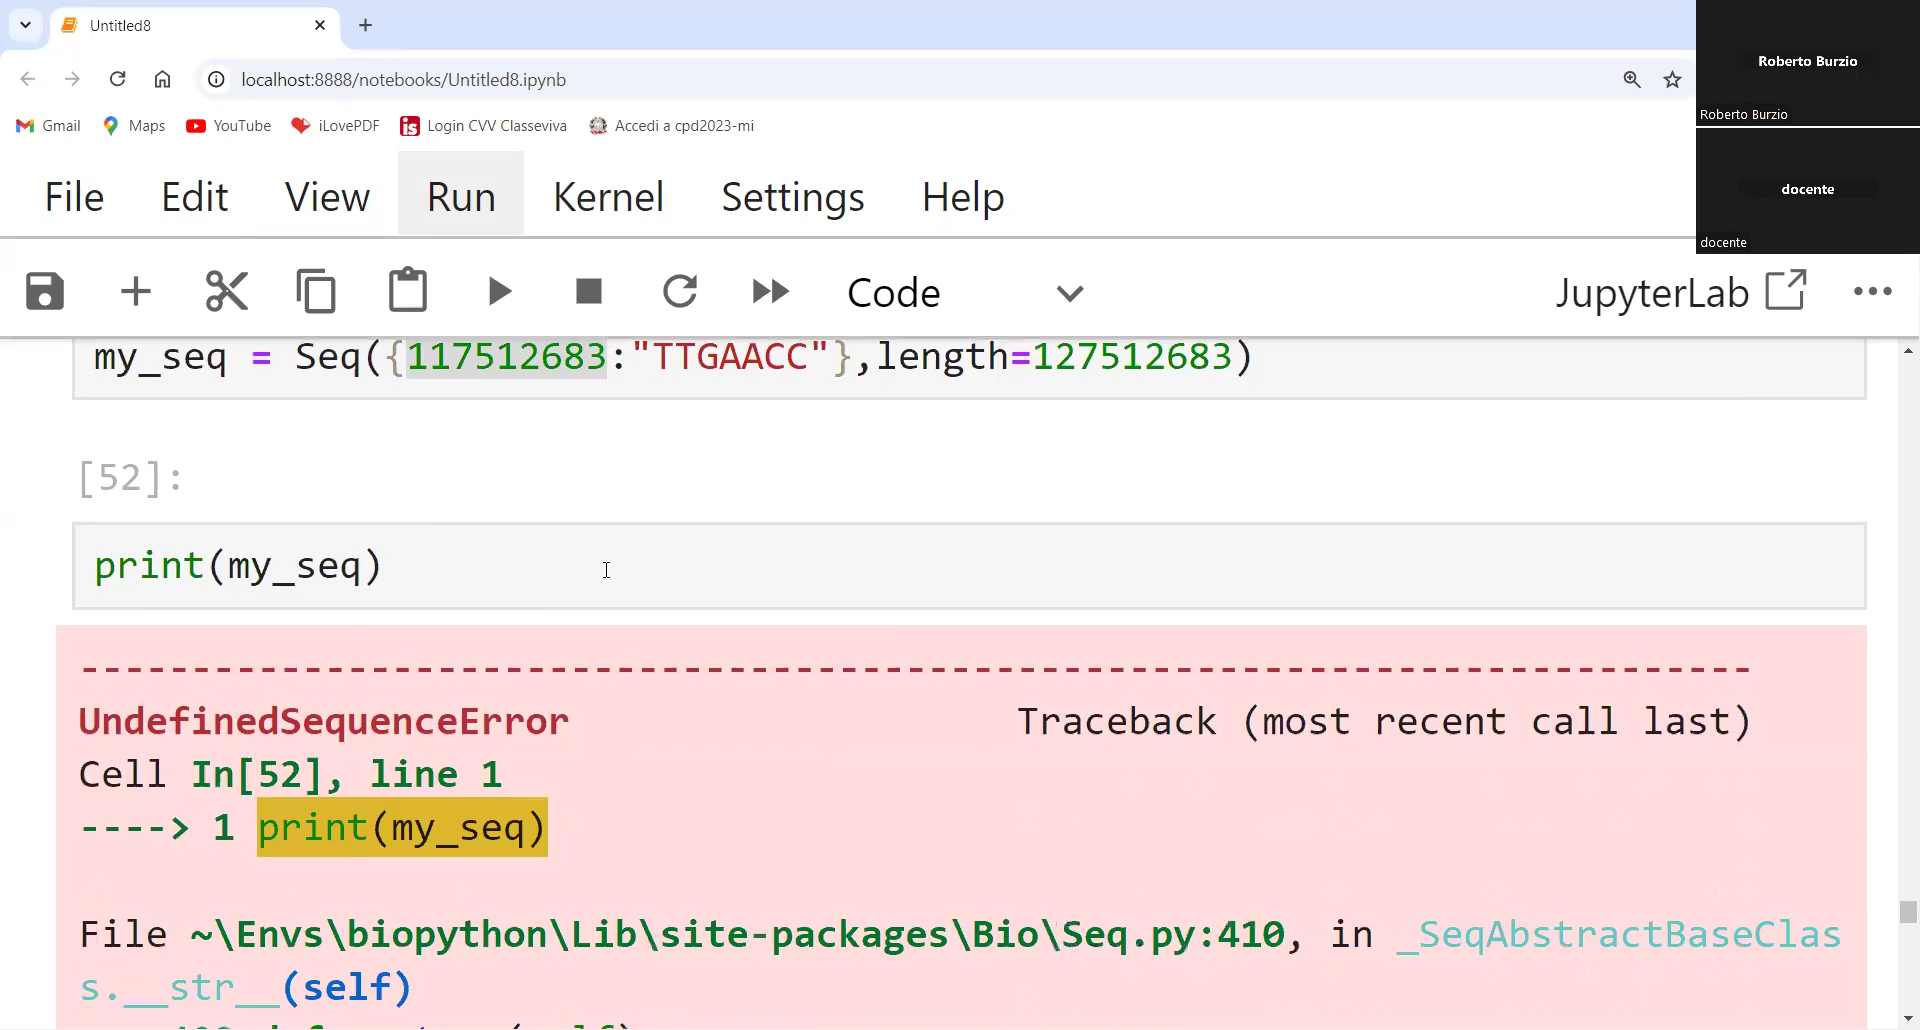 Untitled8
localhost:8888/notebooks/Untitled8.ipynb
Gmail Maps YouTube iLovePDF Login CVV Classeviva Accedi a cpd2023-mi
Roberto Burzio
Roberto Burzio
docente
docente
File Edit View Run Kernel Settings Help
Code JupyterLab
my_seq = Seq({117512683:"TTGAACC"},length=127512683)
[52]:
print(my_seq)
---------------------------------------------------------------------------
UndefinedSequenceError Traceback (most recent call last)
Cell In[52], line 1
----> 1 print(my_seq)
File ~\Envs\biopython\Lib\site-packages\Bio\Seq.py:410, in _SeqAbstractBaseClas
s.__str__(self)